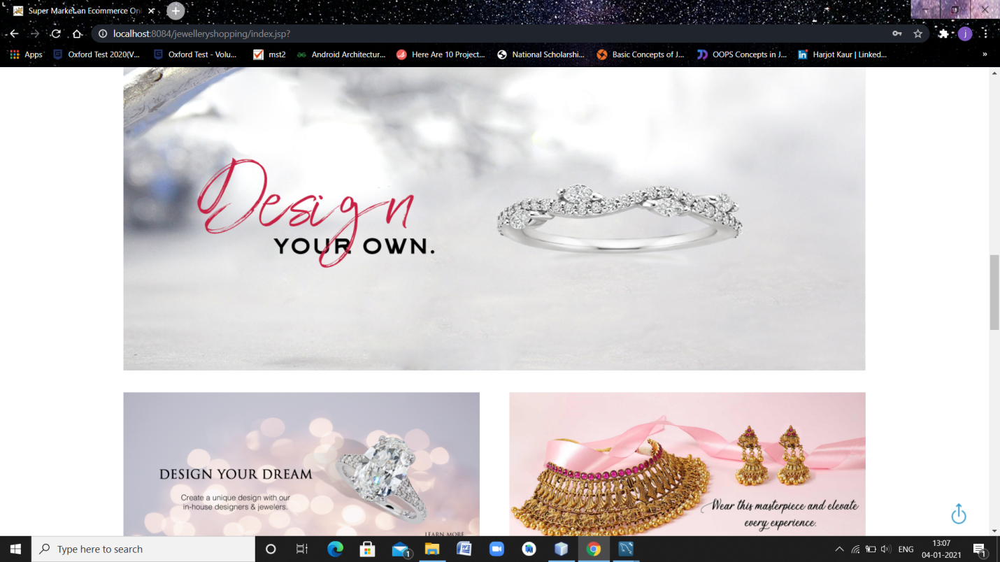 Super Market an Ecommerce On
localhost:8084/jewelleryshopping/index.jsp?
j
Apps
Oxford Test 2020(V...
Oxford Test - Volu...
mst2
Android Architectur...
Here Are 10 Project...
National Scholarshi...
Basic Concepts of J...
OOPS Concepts in J...
Harjot Kaur | Linked...
»
Design
YOUR OWN.
DESIGN YOUR DREAM
Create a unique design with our
in-house designers & jewelers.
LEARN MORE
Wear this masterpiece and elevate
every experience.
Type here to search
1
ENG
13:07
04-01-2021
1